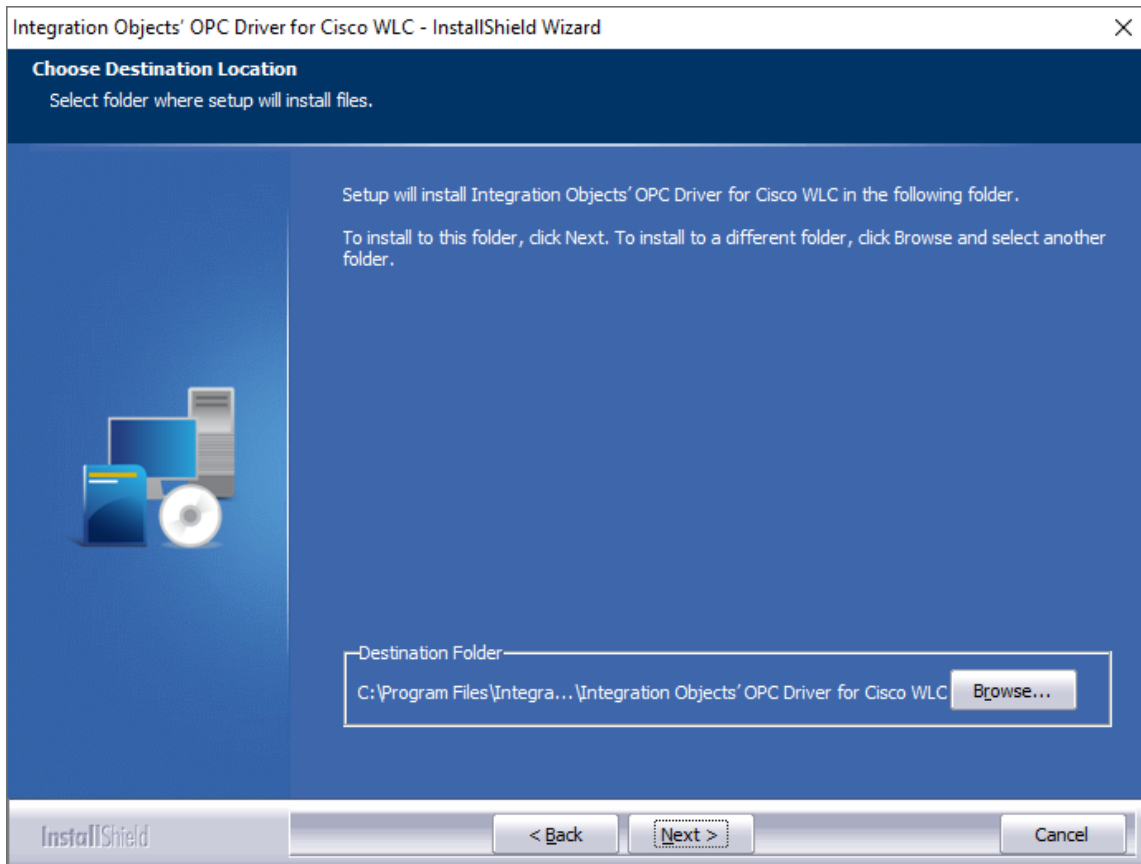 Integration Objects’ OPC Driver for Cisco WLC - InstallShield Wizard
Choose Destination Location
Select folder where setup will install files.
Setup will install Integration Objects’ OPC Driver for Cisco WLC in the following folder.
To install to this folder, click Next. To install to a different folder, click Browse and select another
folder.
Destination Folder
C:\Program Files\Integra...\Integration Objects’ OPC Driver for Cisco WLC
Browse...
InstallShield
< Back
Next >
Cancel